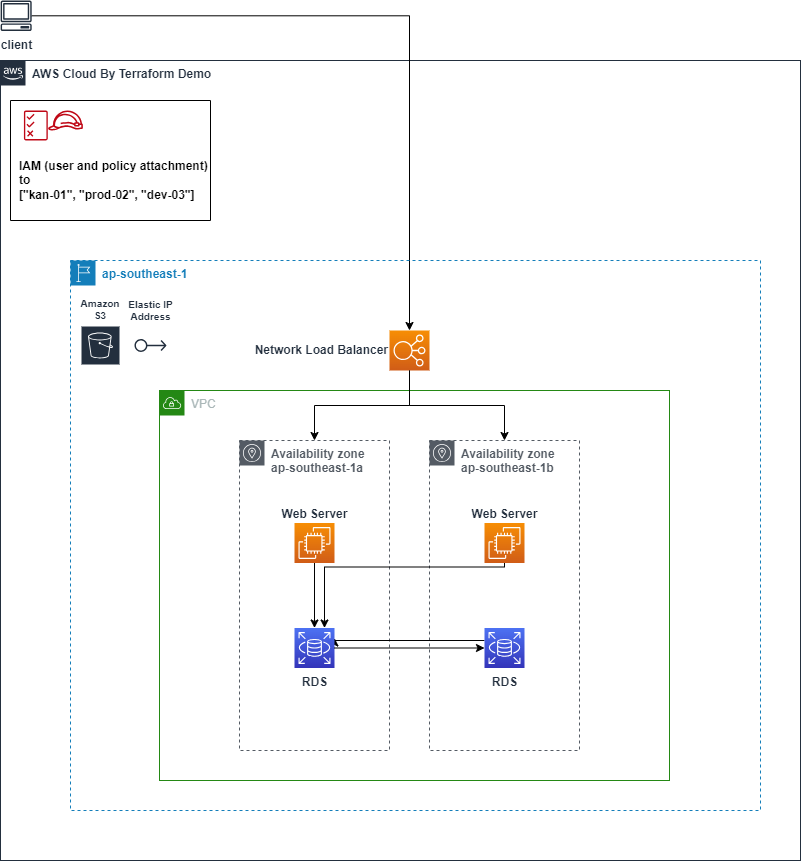 client
aws
AWS Cloud By Terraform Demo
IAM (user and policy attachment)
to
["kan-01", "prod-02", "dev-03"]
ap-southeast-1
Amazon
S3
Elastic IP
Address
Network Load Balancer
VPC
Availability zone
ap-southeast-1a
Availability zone
ap-southeast-1b
Web Server
Web Server
RDS
RDS